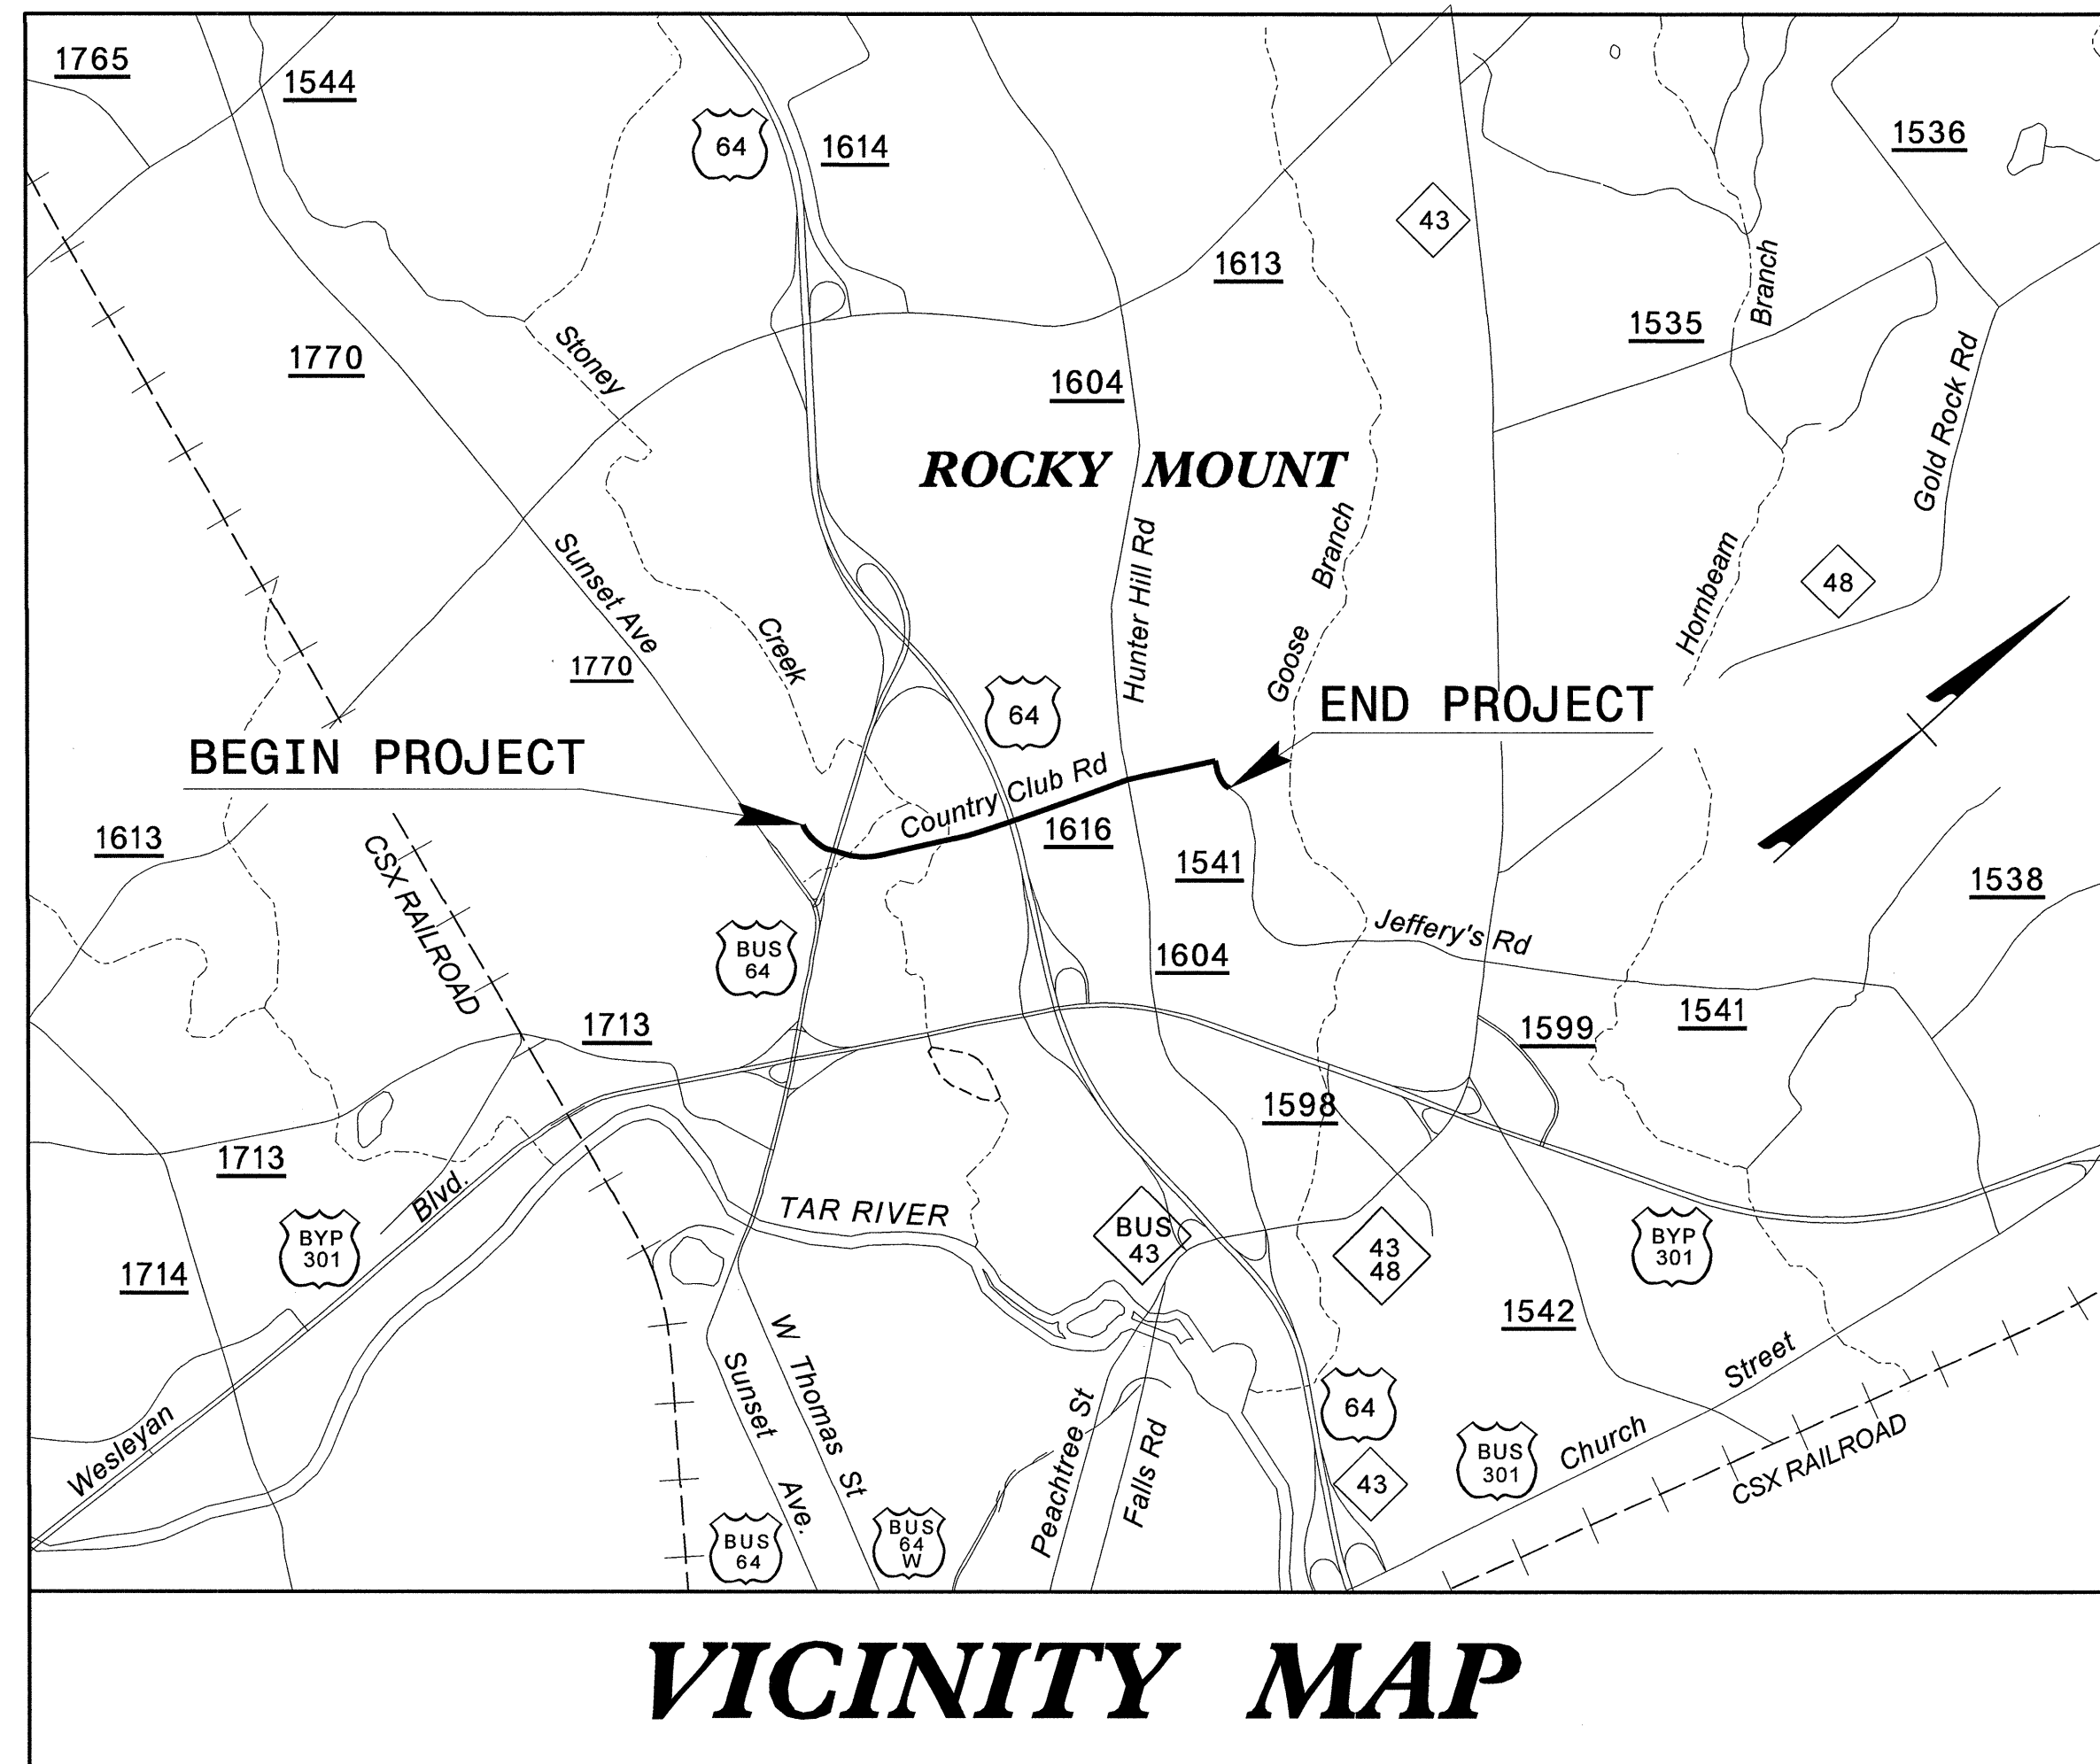 1765
1544
64
1614
1536
43
1613
Branch
1535
1770
Stoney
1604
Gold Rock Rd
ROCKY MOUNT
Hunter Hill Rd
Branch
Sunset Ave
Hornbeam
48
Creek
Goose
1770
64
END PROJECT
BEGIN PROJECT
Country Club Rd
1613
1616
CSX RAILROAD
1541
1538
Jeffery's Rd
BUS
64
1604
1713
1599
1541
1598
1713
Blvd.
TAR RIVER
BUS
43
BYP
301
43
48
BYP
301
1714
1542
W Thomas St
Sunset
Ave.
Street
Church
64
Peachtree St
Falls Rd
Wesleyan
BUS
301
43
CSX RAILROAD
BUS
64
BUS
64
W
VICINITY MAP